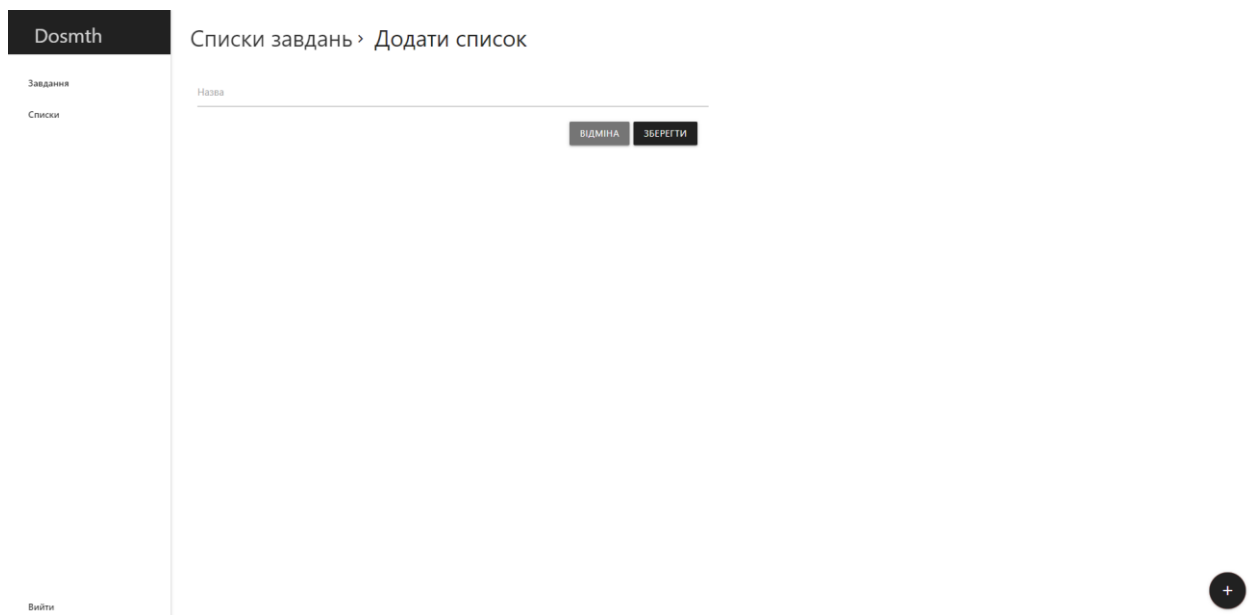 Dosmth
Списки завдань › Додати список
Завдання
Списки
Назва
ВІДМІНА ЗБЕРЕГТИ
Вийти
+